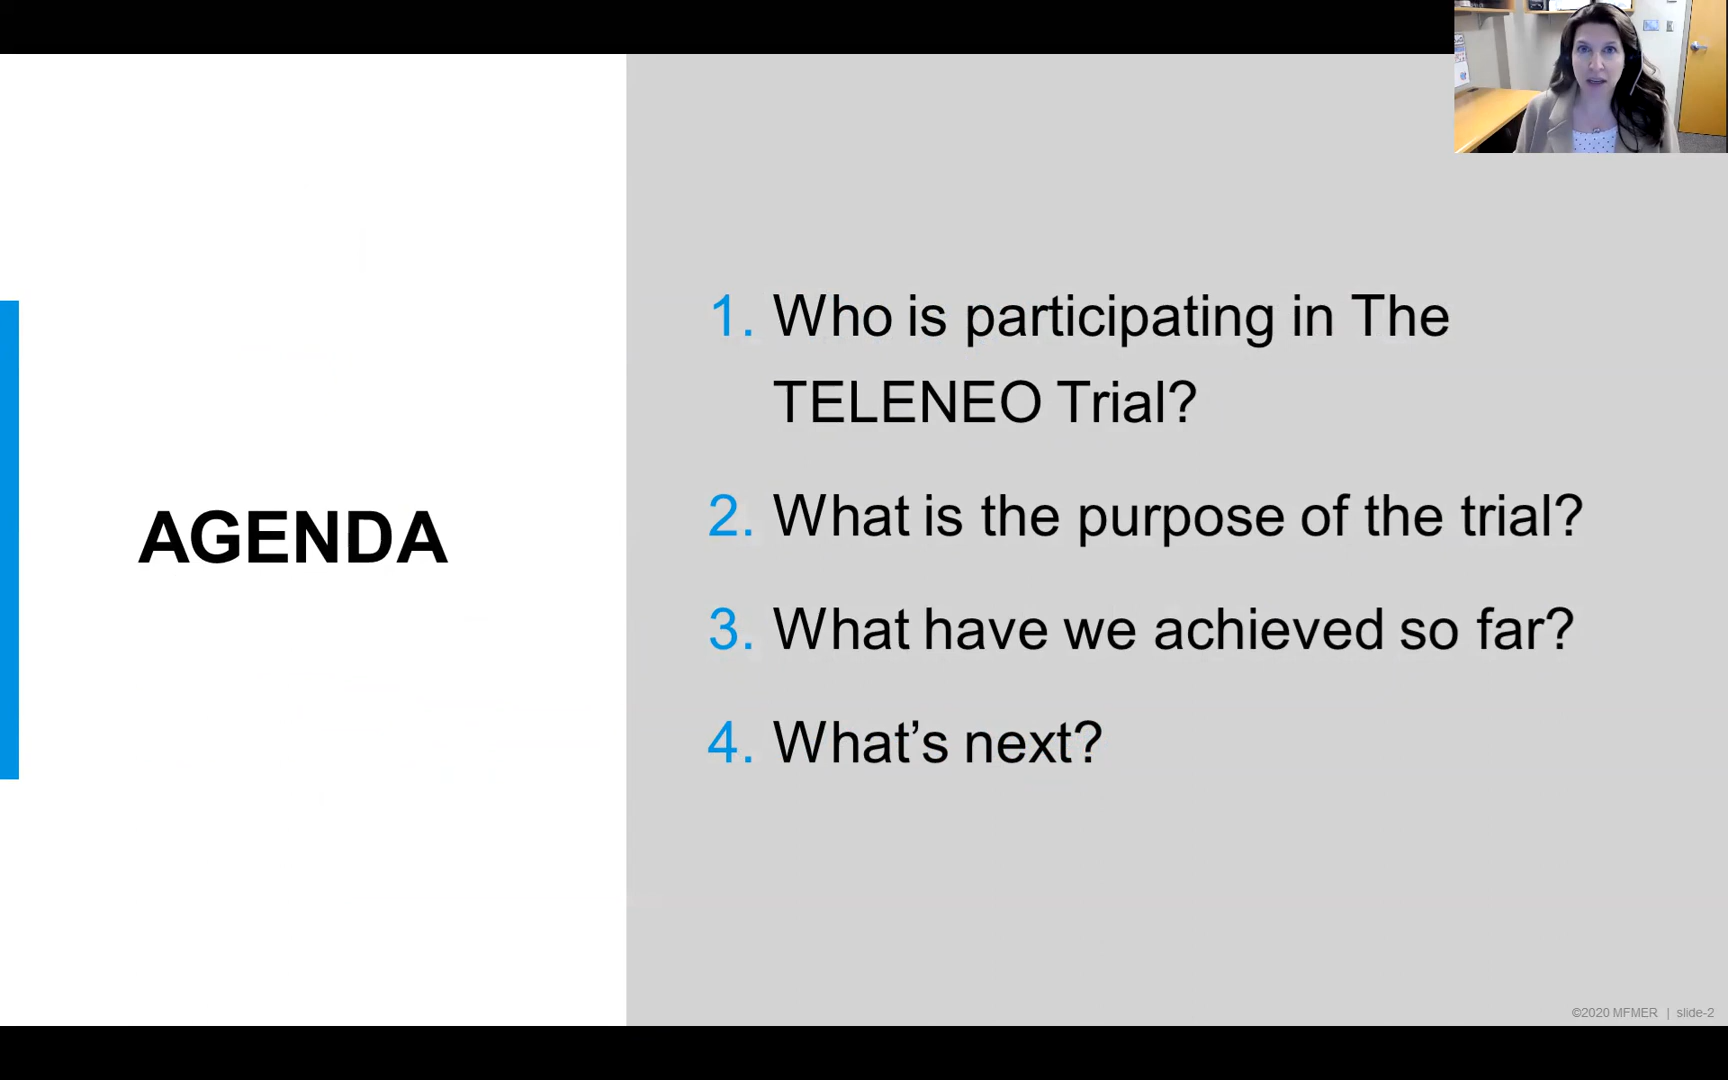 AGENDA
1. Who is participating in The
TELENEO Trial?
2. What is the purpose of the trial?
3. What have we achieved so far?
4. What’s next?
©2020 MFMER | slide-2